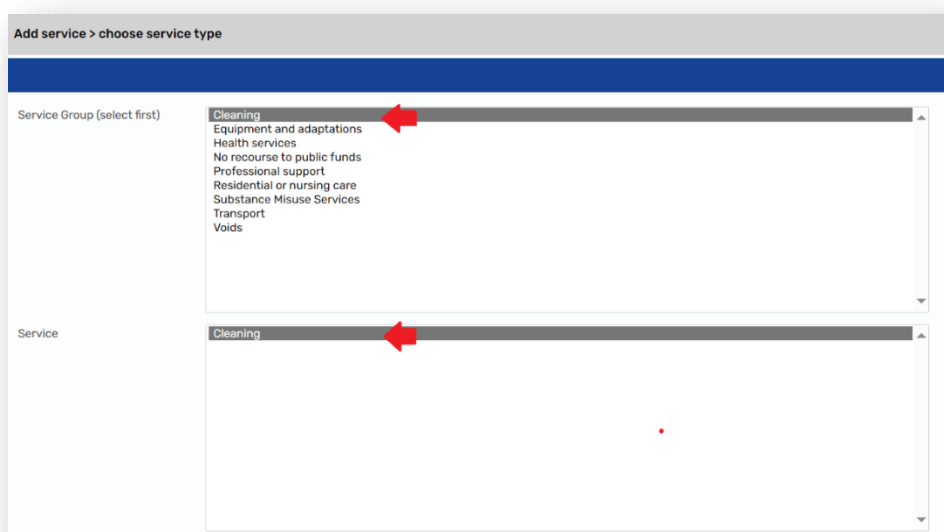 Add service > choose service type
Service Group (select first)
Cleaning
Equipment and adaptations
Health services
No recourse to public funds
Professional support
Residential or nursing care
Substance Misuse Services
Transport
Voids
Service
Cleaning